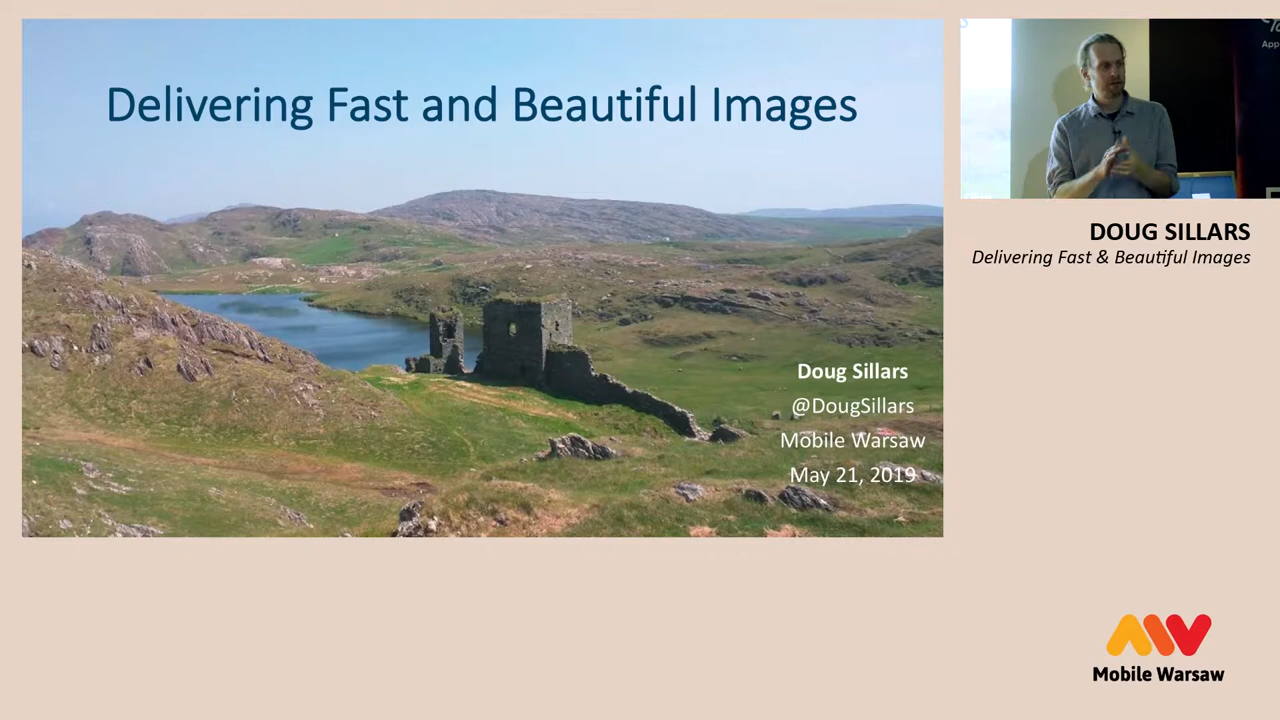 Delivering Fast and Beautiful Images
Doug Sillars
@DougSillars
Mobile Warsaw
May 21, 2019
App
DOUG SILLARS
Delivering Fast & Beautiful Images
Mobile Warsaw